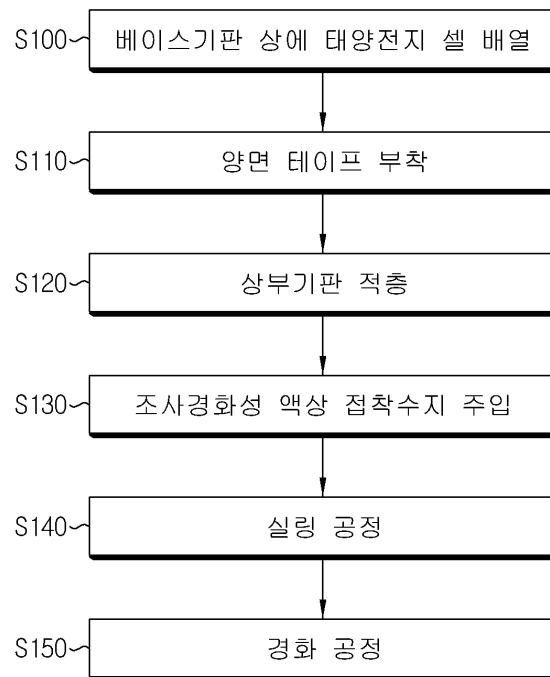 S100 베이스기판 상에 태양전지 셀 배열
S110 양면 테이프 부착
S120 상부기판 적층
S130 조사경화성 액상 접착수지 주입
S140 실링 공정
S150 경화 공정